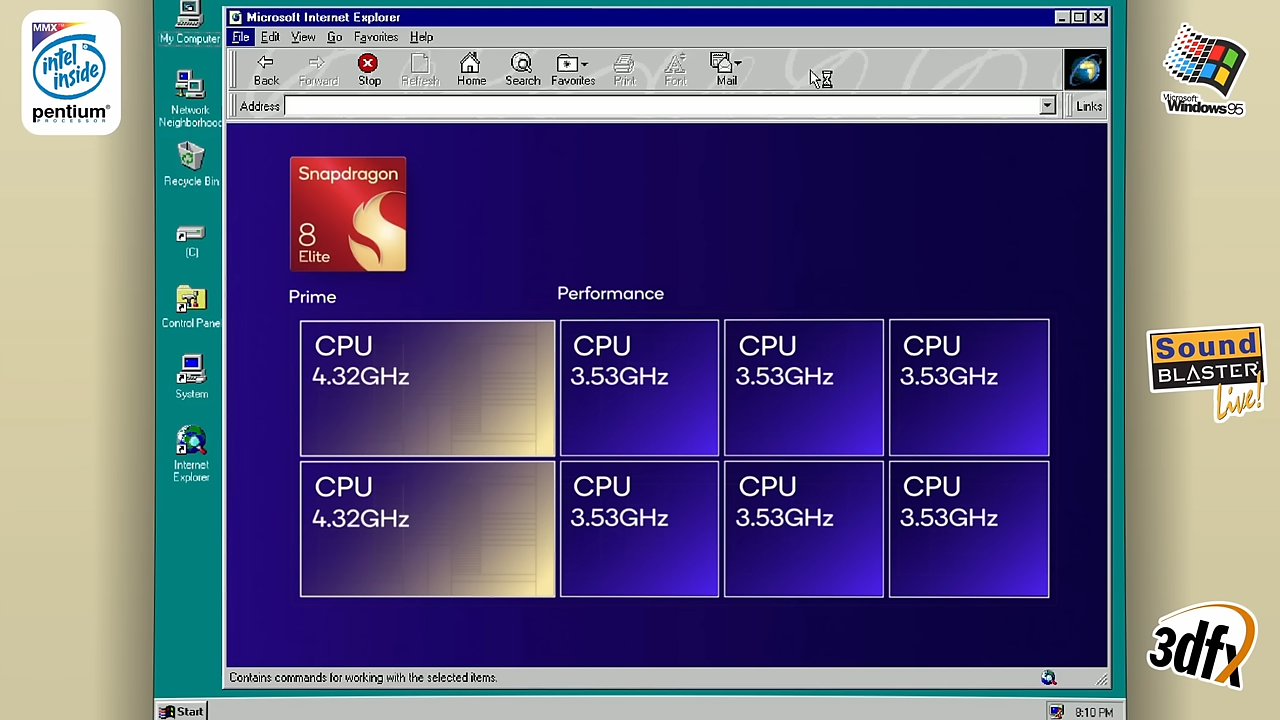 MMX
intel
inside
pentium®
PROCESSOR
My Computer
Network
Neighborhood
Recycle Bin
(C)
Control Pane
System
Internet
Explorer
Microsoft Internet Explorer
File Edit View Go Favorites Help
Back Forward Stop Refresh Home Search Favorites Print Font Mail
Address
Links
Snapdragon
8
Elite
Prime
Performance
CPU CPU CPU CPU
4.32GHz 3.53GHz 3.53GHz 3.53GHz
CPU CPU CPU CPU
4.32GHz 3.53GHz 3.53GHz 3.53GHz
Contains commands for working with the selected items.
Start
8:10 PM
Microsoft
Windows 95
Sound
BLASTER
Live!
3dfx